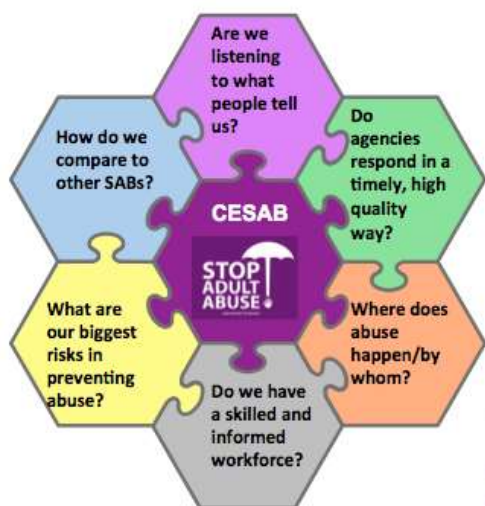 Are we
listening
to what
people tell
us?
Do
agencies
respond in a
timely, high
quality
way?
Where does
abuse
happen/by
whom?
Do we have
a skilled and
informed
workforce?
What are
our biggest
risks in
preventing
abuse?
How do we
compare to
other SABs?
CESAB
STOP
ADULT
ABUSE